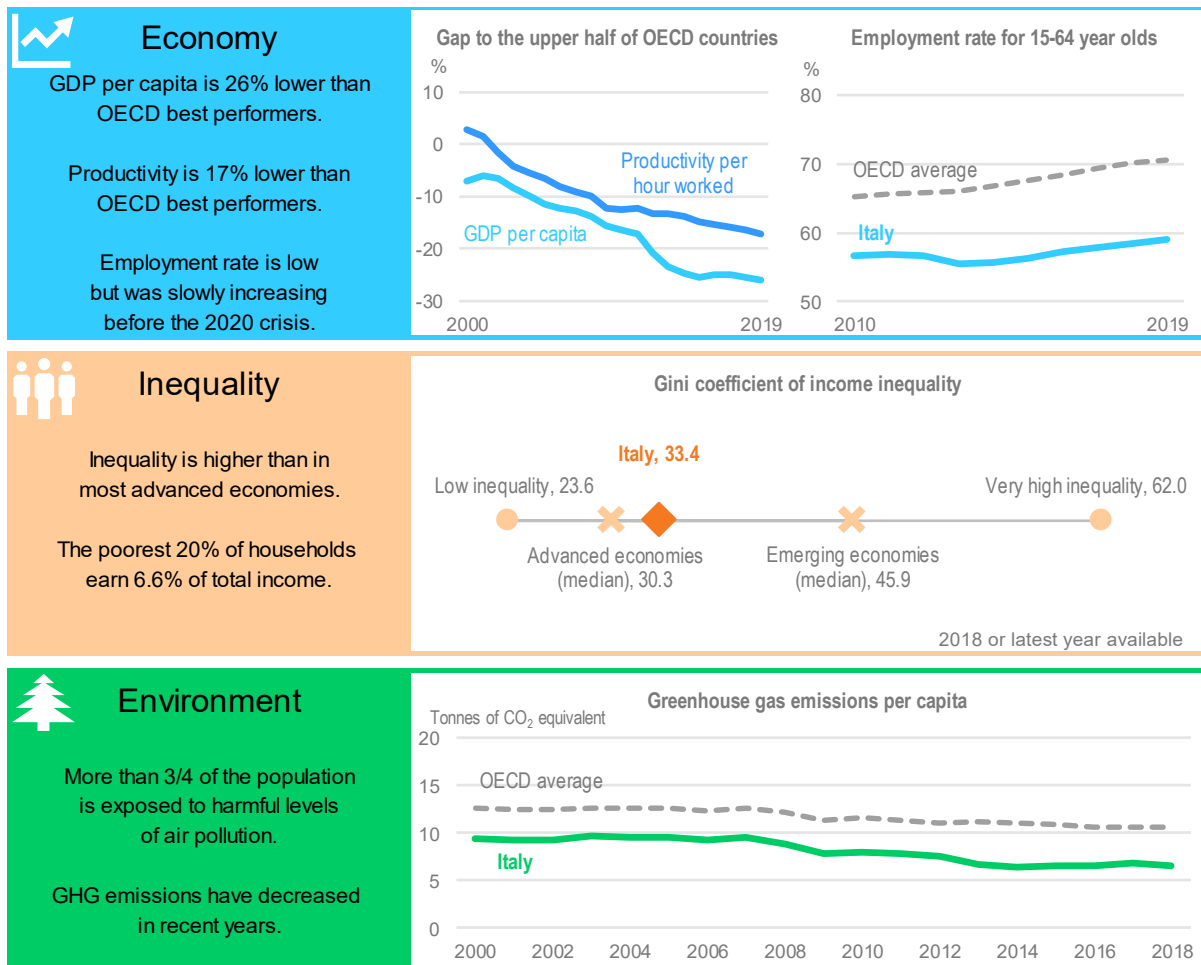 Economy
GDP per capita is 26% lower than
OECD best performers.
Productivity is 17% lower than
OECD best performers.
Employment rate is low
but was slowly increasing
before the 2020 crisis.
Gap to the upper half of OECD countries
%
10
0
-10
-20
-30
Productivity per
hour worked
GDP per capita
2000
2019
Employment rate for 15-64 year olds
%
80
70
60
50
OECD average
Italy
2010
2019
Inequality
Inequality is higher than in
most advanced economies.
The poorest 20% of households
earn 6.6% of total income.
Gini coefficient of income inequality
Italy, 33.4
Low inequality, 23.6
Very high inequality, 62.0
Advanced economies
(median), 30.3
Emerging economies
(median), 45.9
2018 or latest year available
Environment
More than 3/4 of the population
is exposed to harmful levels
of air pollution.
GHG emissions have decreased
in recent years.
Greenhouse gas emissions per capita
Tonnes of CO₂ equivalent
20
15
10
5
0
OECD average
Italy
2000 2002 2004 2006 2008 2010 2012 2014 2016 2018